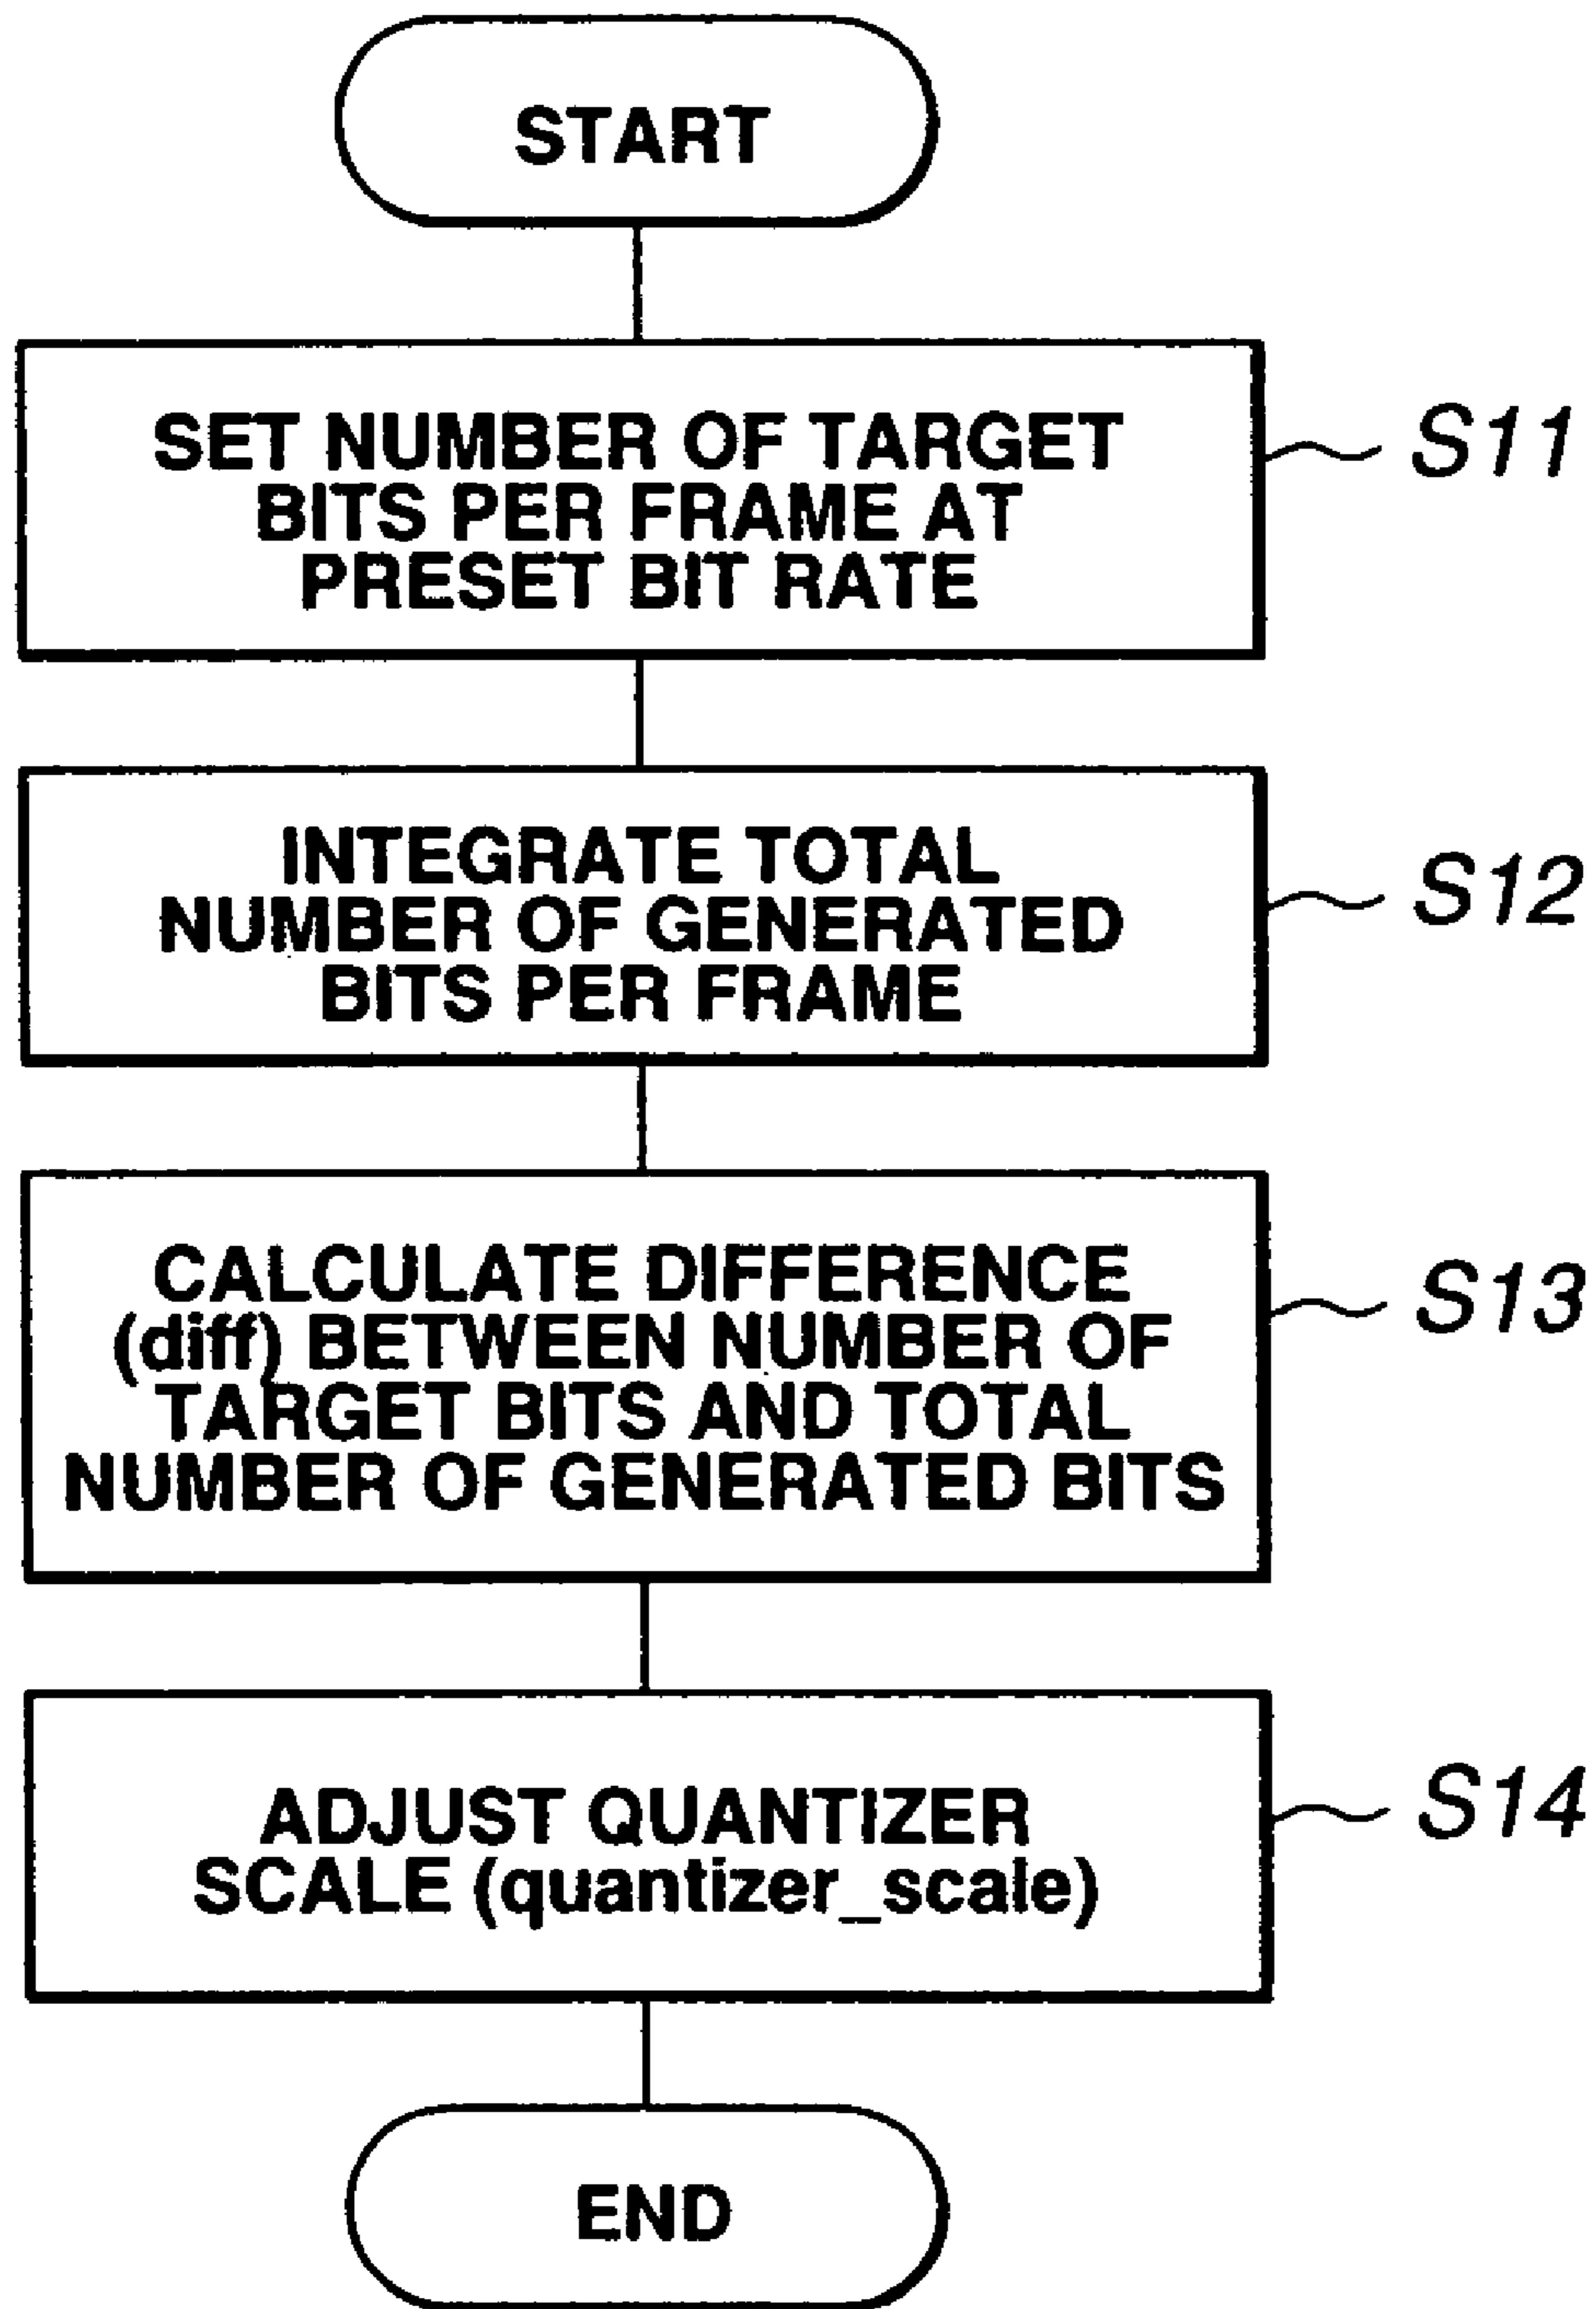 START
SET NUMBER OF TARGET
BITS PER FRAME AT
PRESET BIT RATE
S11
INTEGRATE TOTAL
NUMBER OF GENERATED
BITS PER FRAME
S12
CALCULATE DIFFERENCE
(diff) BETWEEN NUMBER OF
TARGET BITS AND TOTAL
NUMBER OF GENERATED BITS
S13
ADJUST QUANTIZER
SCALE (quantizer_scale)
S14
END